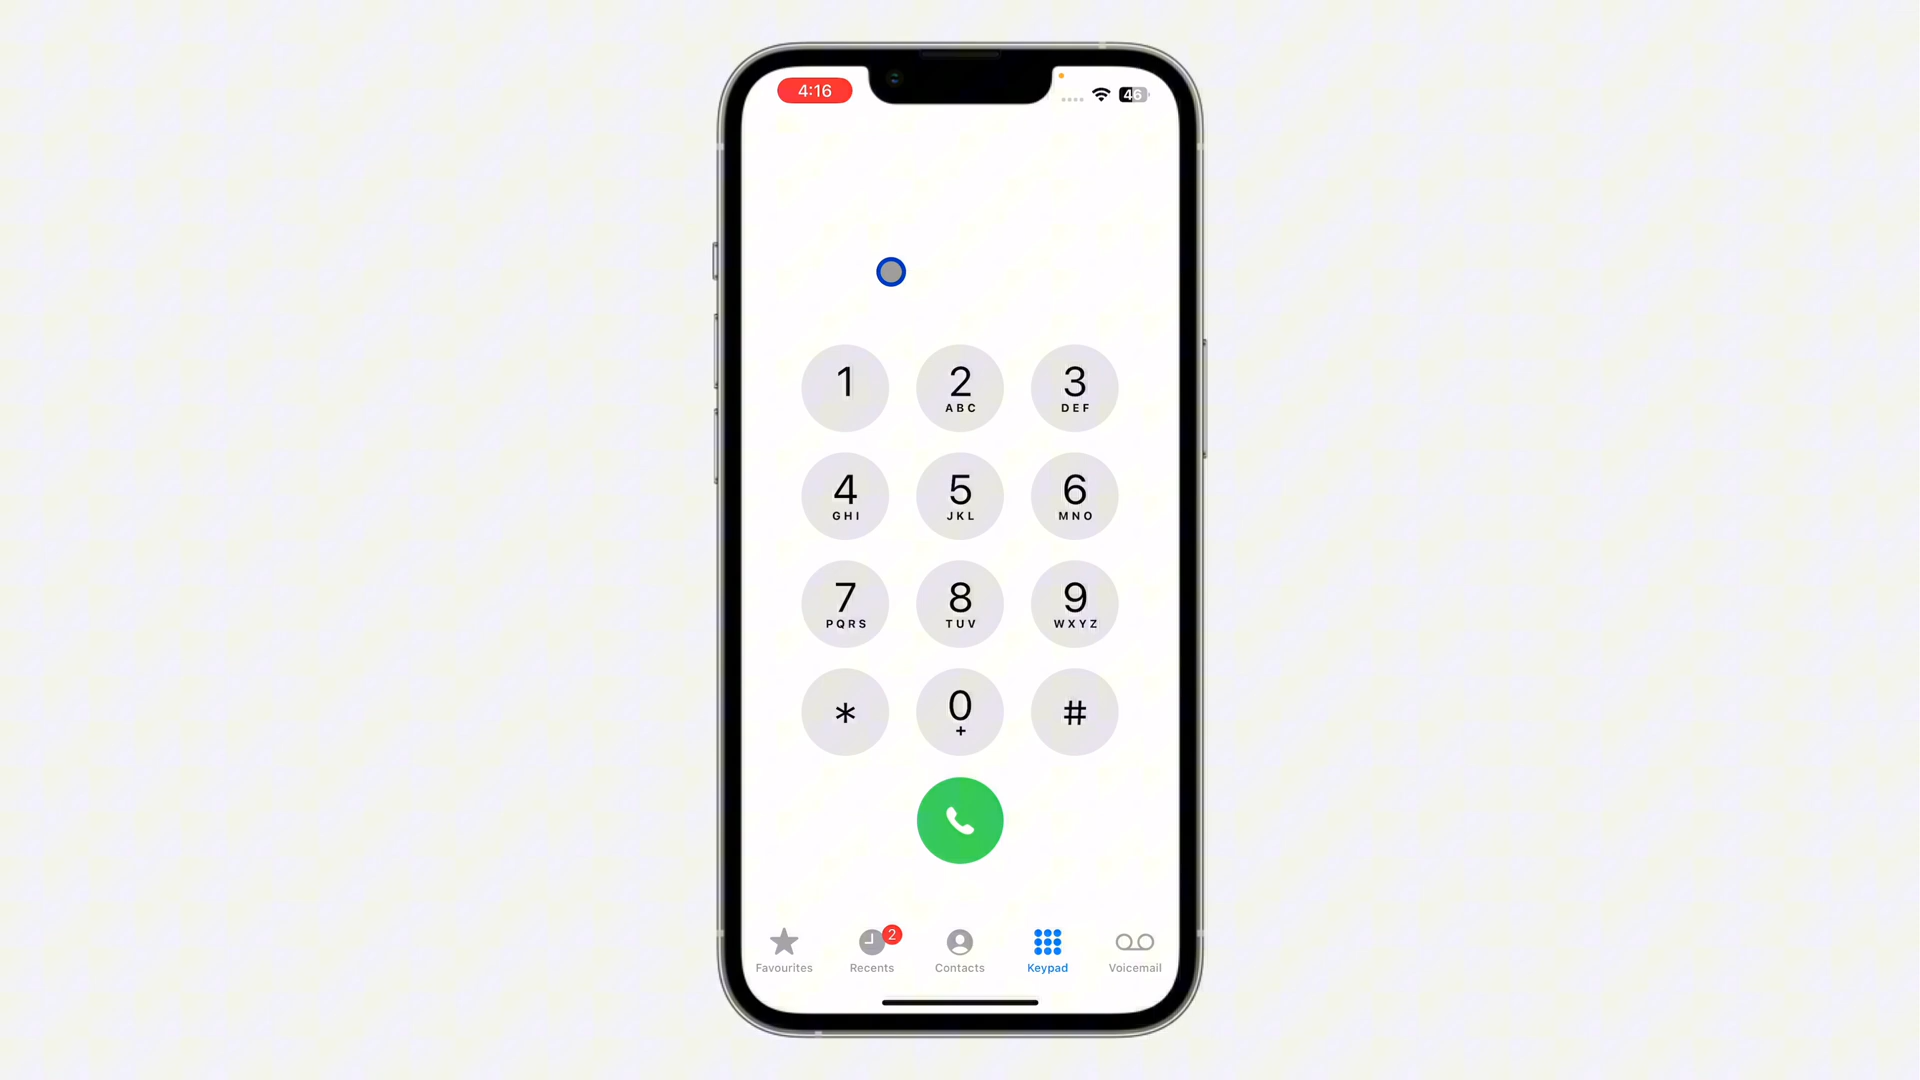 4:16
46
1
2
ABC
3
DEF
4
GHI
5
JKL
6
MNO
7
PQRS
8
TUV
9
WXYZ
*
0
+
#
2
Favourites
Recents
Contacts
Keypad
Voicemail